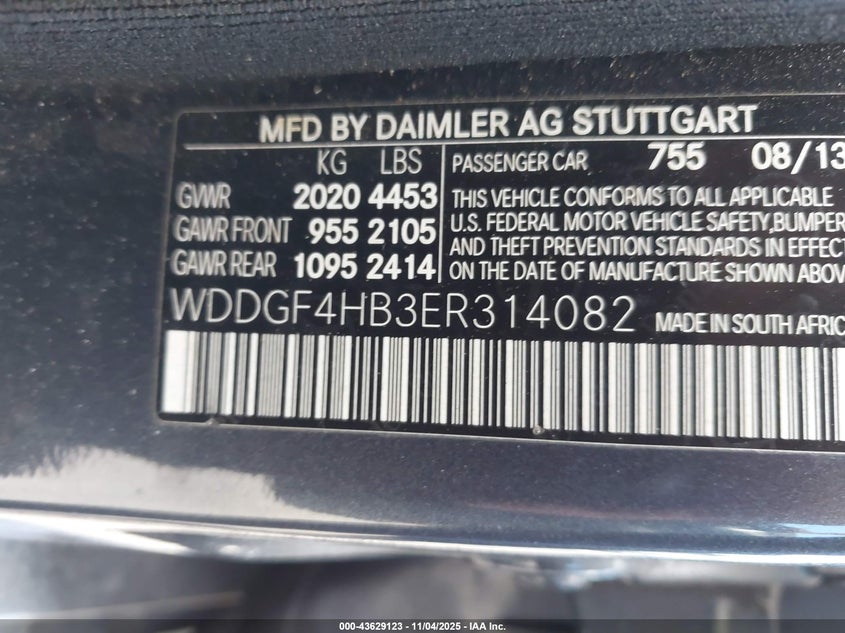 MFD BY DAIMLER AG STUTTGART
KG LBS
GVWR 2020 4453
GAWR FRONT 955 2105
GAWR REAR 1095 2414
PASSENGER CAR 755 08/13
THIS VEHICLE CONFORMS TO ALL APPLICABLE
U.S. FEDERAL MOTOR VEHICLE SAFETY,BUMPER
AND THEFT PREVENTION STANDARDS IN EFFECT
ON THE DATE OF MANUFACTURE SHOWN ABOVE
WDDGF4HB3ER314082 MADE IN SOUTH AFRIC
000-43629123 — 11/04/2025 — IAA Inc.